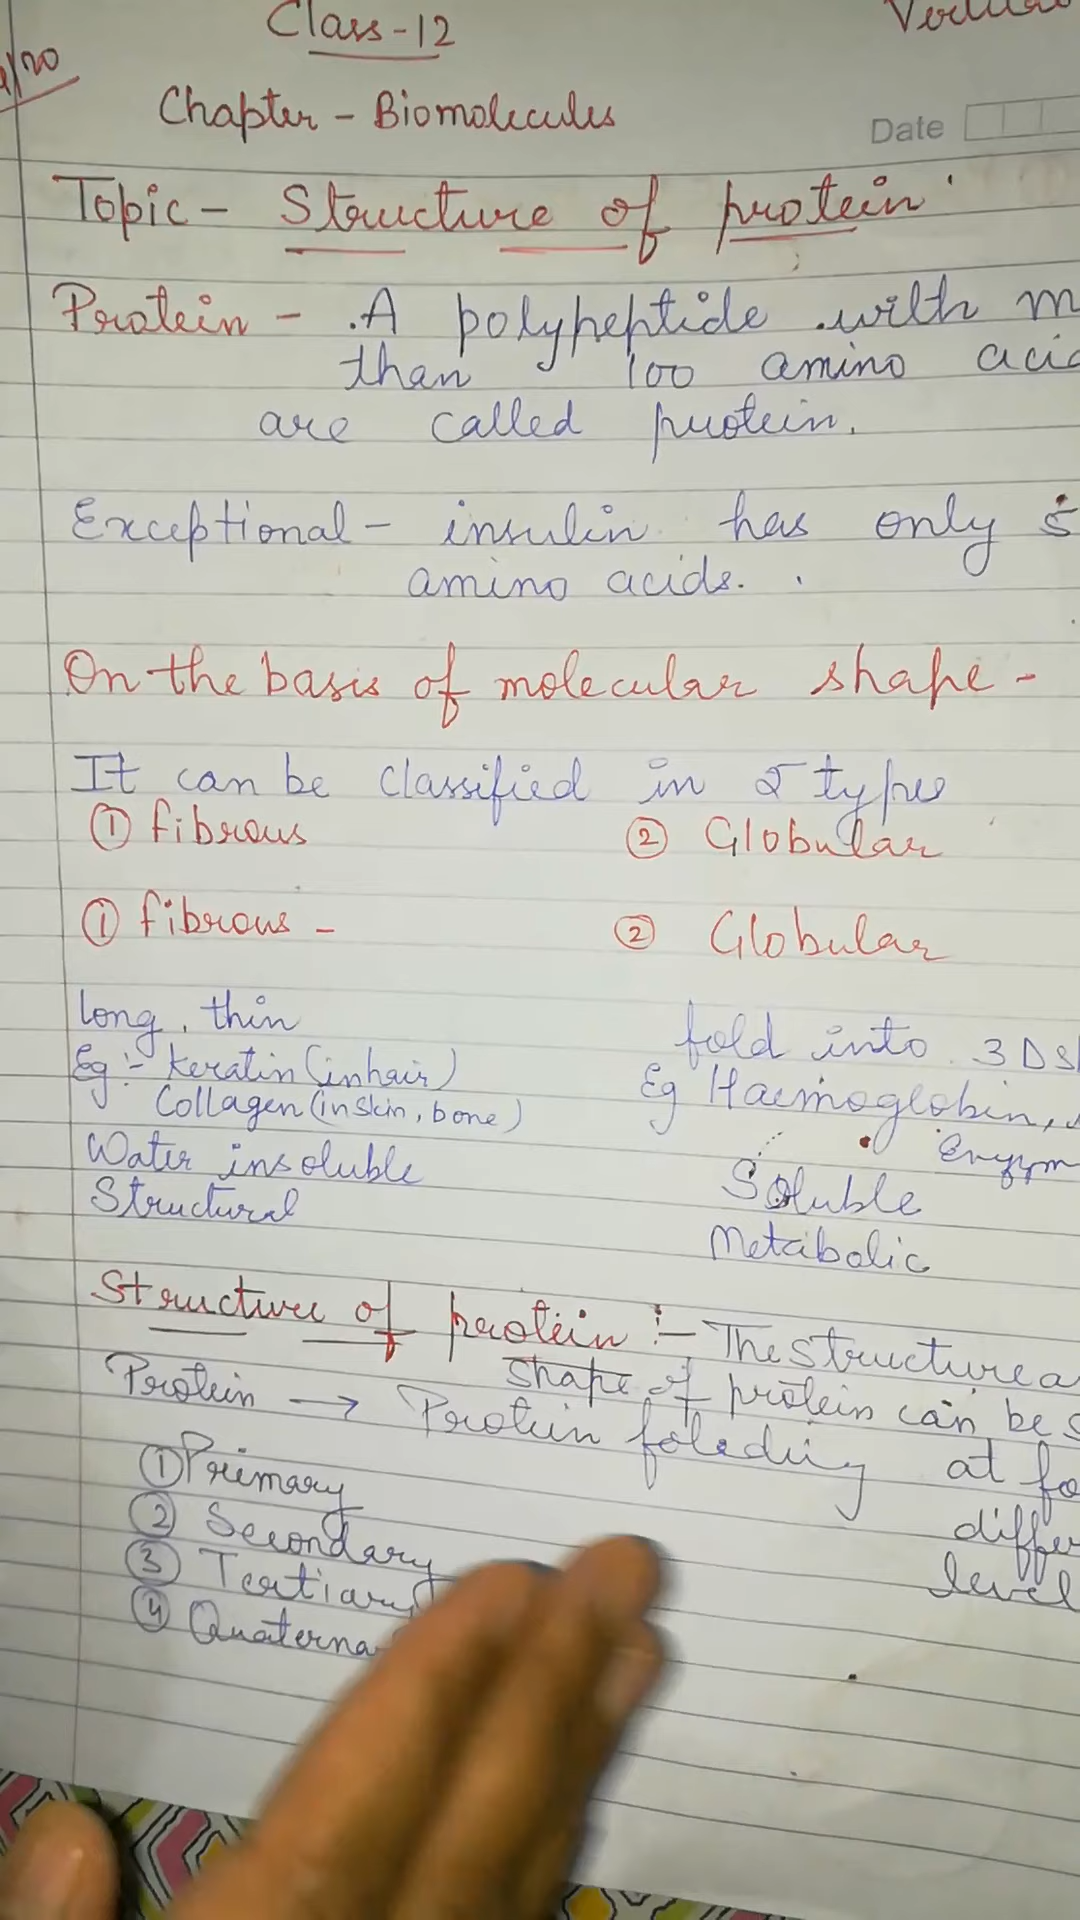 Class-12
Chapter - Biomolecules
Date
Topic - Structure of protein
Protein - A polypeptide with m
than 100 amino acid
are called protein.
Exceptional - insulin has only 5
amino acids.
On the basis of molecular shape -
It can be classified in 2 types
① fibrous ② Globular
① fibrous - ② Globular
long, thin
fold into 3D sh
Eg :- Keratin (in hair)
Eg Haemoglobin,
Collagen (in skin, bone)
Enzym
Water insoluble
Soluble
Structural
Metabolic
Structure of protein :- The structure a
shape of protein can be s
Protein → Protein folding at fo
differ
level
① Primary
② Secondary
③ Tertiary
④ Quaterna